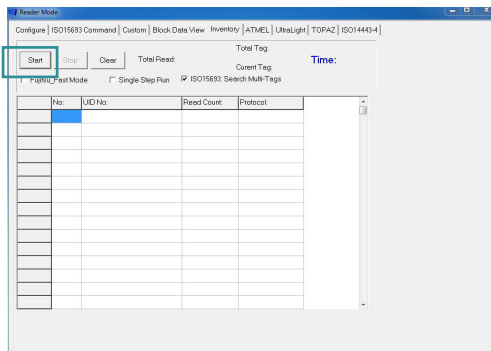 Reader Mode
Configure ISO15693 Command Custom Block Data View Inventory ATMEL UltraLight TOPAZ ISO14443-4
Total Tag:
Start Stop Clear Total Read: Time:
Curent Tag:
Fujitsu_Fast Mode Single Step Run ISO15693: Search Multi-Tags
No: UID No: Read Count Protocol: